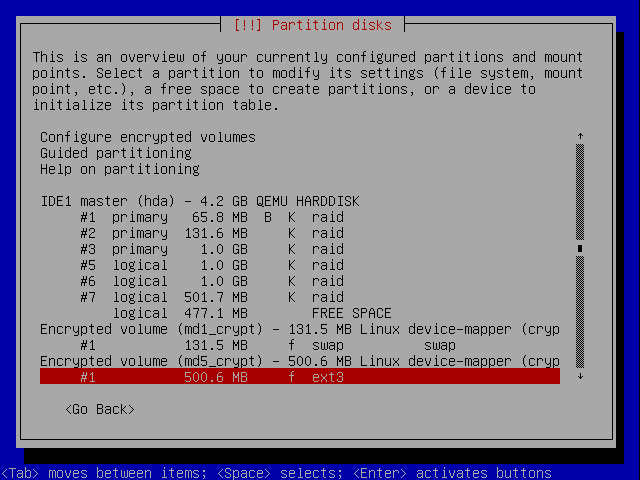 [!!] Partition disks
This is an overview of your currently configured partitions and mount
points. Select a partition to modify its settings (file system, mount
point, etc.), a free space to create partitions, or a device to
initialize its partition table.
Configure encrypted volumes
Guided partitioning
Help on partitioning
IDE1 master (hda) - 4.2 GB QEMU HARDDISK
#1 primary 65.8 MB B K raid
#2 primary 131.6 MB K raid
#3 primary 1.0 GB K raid
#5 logical 1.0 GB K raid
#6 logical 1.0 GB K raid
#7 logical 501.7 MB K raid
logical 477.1 MB FREE SPACE
Encrypted volume (md1_crypt) - 131.5 MB Linux device-mapper (cryp
#1 131.5 MB f swap swap
Encrypted volume (md5_crypt) - 500.6 MB Linux device-mapper (cryp
#1 500.6 MB f ext3
<Go Back>
<Tab> moves between items; <Space> selects; <Enter> activates buttons